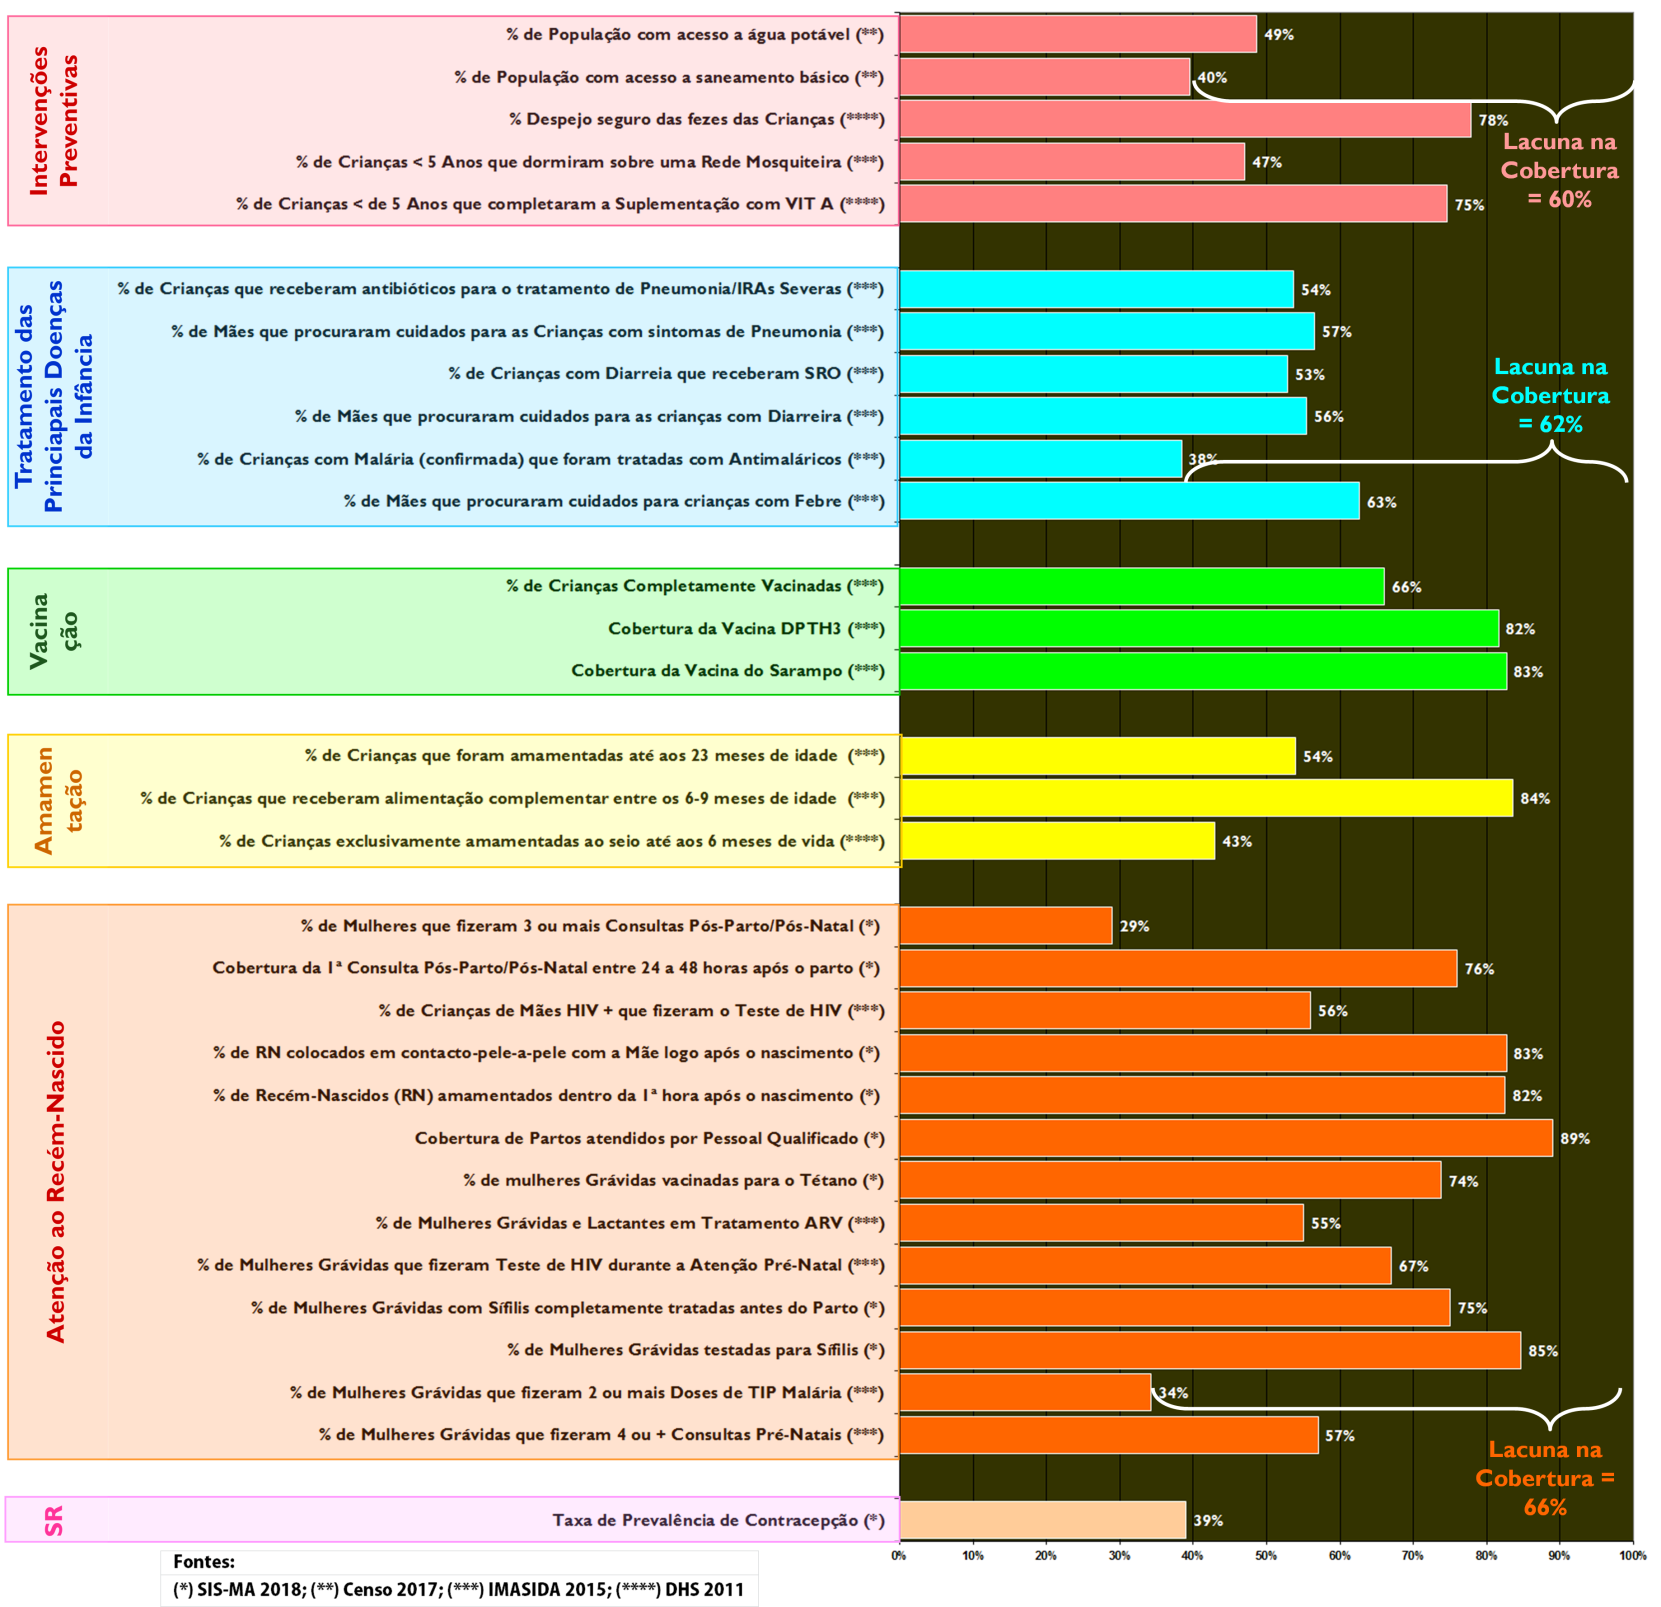 Intervenções
Preventivas
% de População com acesso a água potável (**)
49%
% de População com acesso a saneamento básico (**)
40%
% Despejo seguro das fezes das Crianças (****)
78%
% de Crianças < 5 Anos que dormiram sobre uma Rede Mosquiteira (***)
47%
% de Crianças < de 5 Anos que completaram a Suplementação com VIT A (****)
75%
Lacuna na
Cobertura
= 60%
Tratamento das
Princiapais Doenças
da Infância
% de Crianças que receberam antibióticos para o tratamento de Pneumonia/IRAs Severas (***)
54%
% de Mães que procuraram cuidados para as Crianças com sintomas de Pneumonia (***)
57%
% de Crianças com Diarreia que receberam SRO (***)
53%
% de Mães que procuraram cuidados para as crianças com Diarreira (***)
56%
% de Crianças com Malária (confirmada) que foram tratadas com Antimaláricos (***)
38%
% de Mães que procuraram cuidados para crianças com Febre (***)
63%
Lacuna na
Cobertura
= 62%
Vacina
ção
% de Crianças Completamente Vacinadas (***)
66%
Cobertura da Vacina DPTH3 (***)
82%
Cobertura da Vacina do Sarampo (***)
83%
Amamen
tação
% de Crianças que foram amamentadas até aos 23 meses de idade (***)
54%
% de Crianças que receberam alimentação complementar entre os 6-9 meses de idade (***)
84%
% de Crianças exclusivamente amamentadas ao seio até aos 6 meses de vida (****)
43%
Atenção ao Recém-Nascido
% de Mulheres que fizeram 3 ou mais Consultas Pós-Parto/Pós-Natal (*)
29%
Cobertura da 1ª Consulta Pós-Parto/Pós-Natal entre 24 a 48 horas após o parto (*)
76%
% de Crianças de Mães HIV + que fizeram o Teste de HIV (***)
56%
% de RN colocados em contacto-pele-a-pele com a Mãe logo após o nascimento (*)
83%
% de Recém-Nascidos (RN) amamentados dentro da 1ª hora após o nascimento (*)
82%
Cobertura de Partos atendidos por Pessoal Qualificado (*)
89%
% de mulheres Grávidas vacinadas para o Tétano (*)
74%
% de Mulheres Grávidas e Lactantes em Tratamento ARV (***)
55%
% de Mulheres Grávidas que fizeram Teste de HIV durante a Atenção Pré-Natal (***)
67%
% de Mulheres Grávidas com Sífilis completamente tratadas antes do Parto (*)
75%
% de Mulheres Grávidas testadas para Sífilis (*)
85%
% de Mulheres Grávidas que fizeram 2 ou mais Doses de TIP Malária (***)
34%
% de Mulheres Grávidas que fizeram 4 ou + Consultas Pré-Natais (***)
57%
Lacuna na
Cobertura =
66%
SR
Taxa de Prevalência de Contracepção (*)
39%
0% 10% 20% 30% 40% 50% 60% 70% 80% 90% 100%
Fontes:
(*) SIS-MA 2018; (**) Censo 2017; (***) IMASIDA 2015; (****) DHS 2011